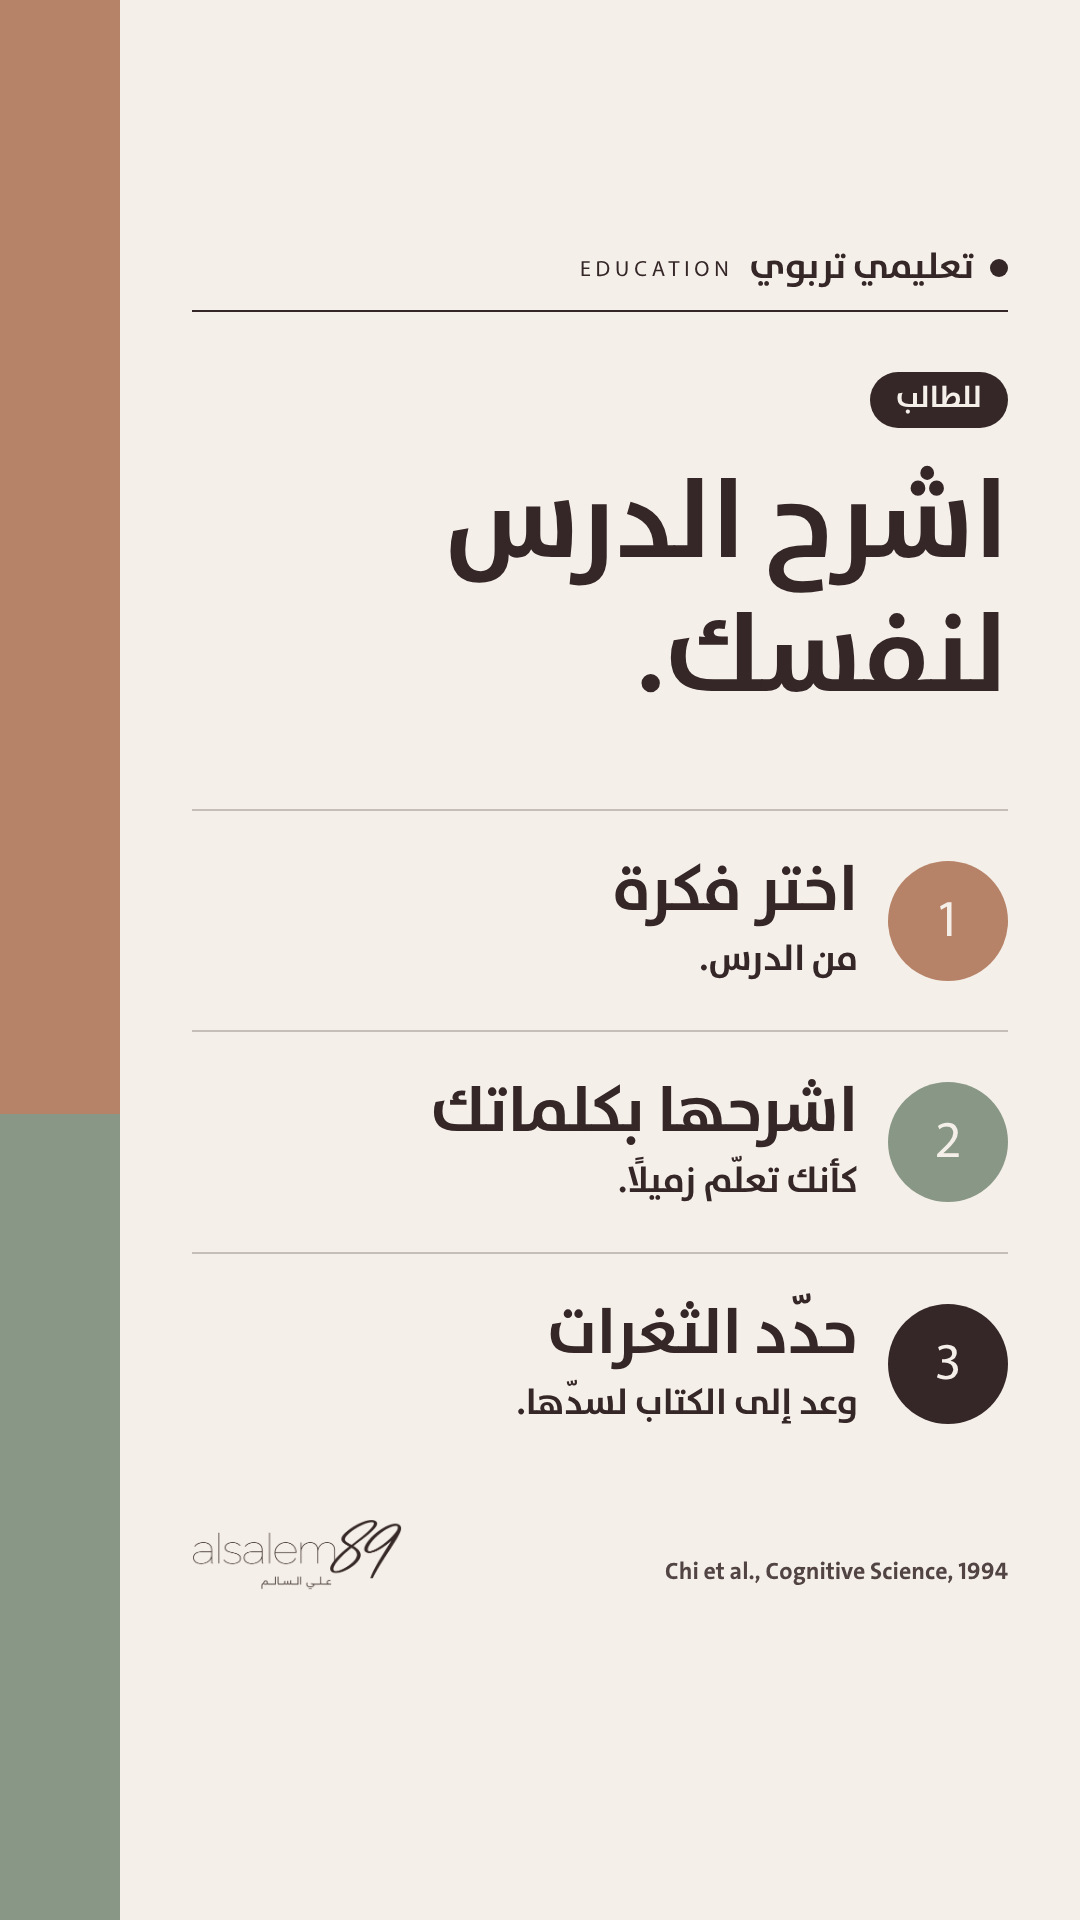 تعليمي تربوي EDUCATION
للطالب
اشرح الدرس
لنفسك.
1
اختر فكرة
من الدرس.
2
اشرحها بكلماتك
كأنك تعلّم زميلًا.
3
حدّد الثغرات
وعد إلى الكتاب لسدّها.
Chi et al., Cognitive Science, 1994
alsalem89
علي السالم